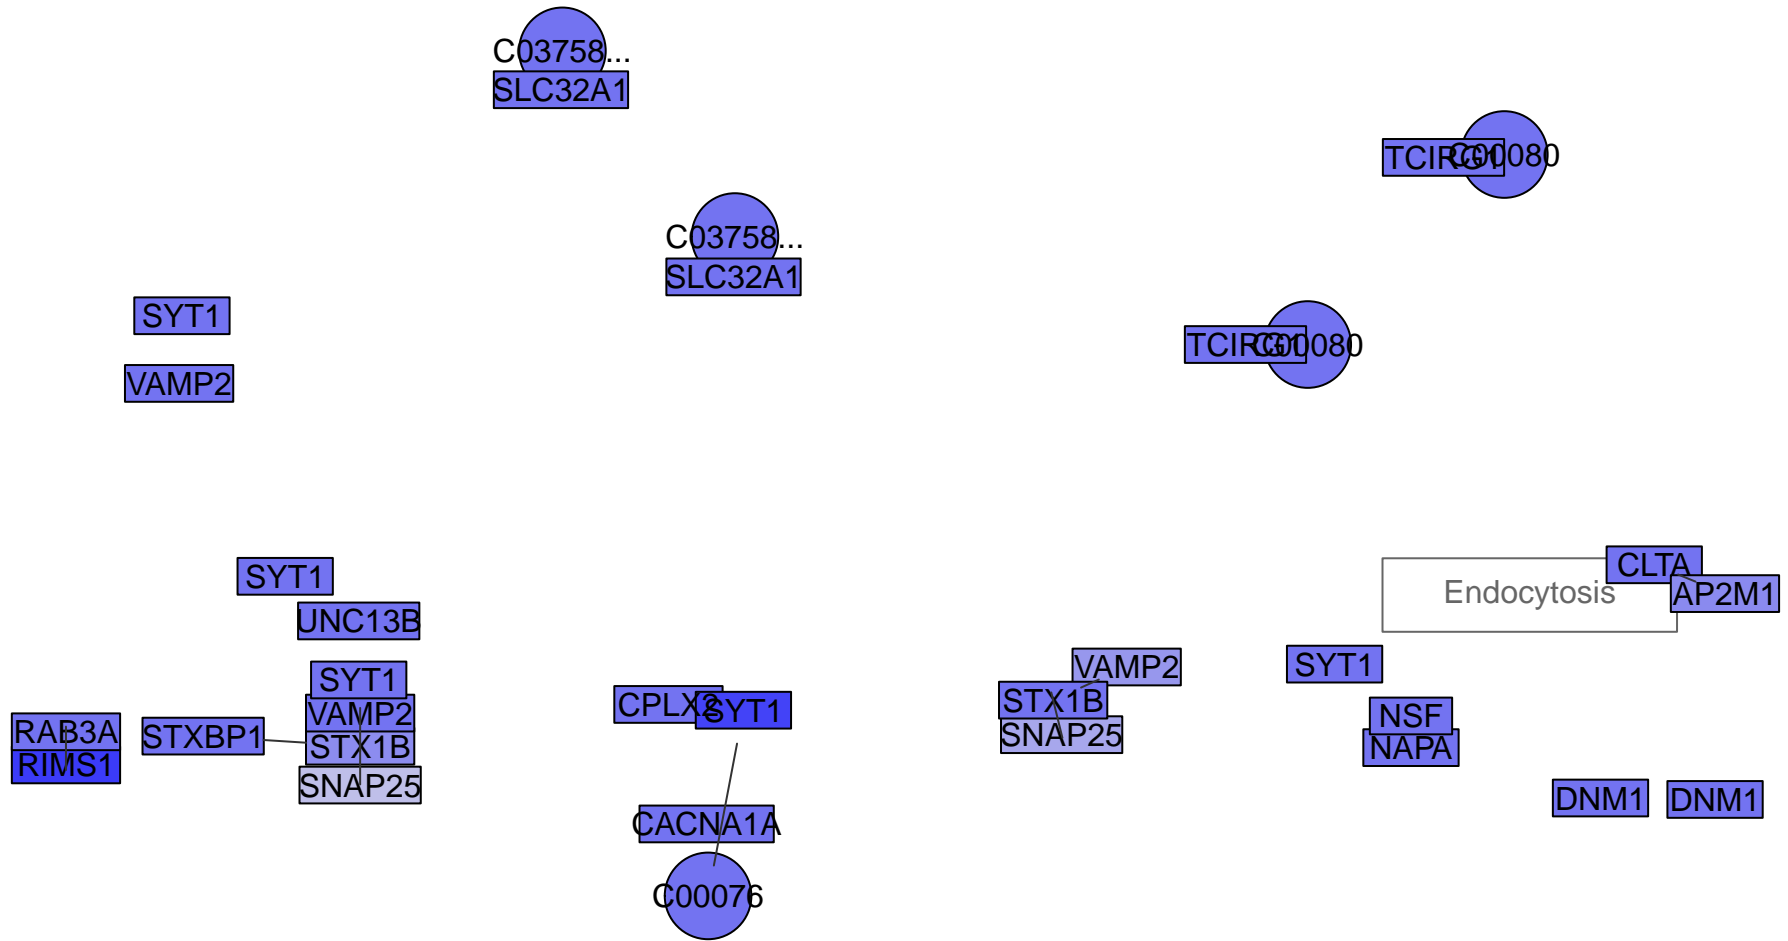 C03758...
SLC32A1
TCIRG1
C00080
C03758...
SLC32A1
SYT1
TCIRG1
C00080
VAMP2
SYT1
CLTA
Endocytosis
AP2M1
UNC13B
SYT1
VAMP2
SYT1
CPLX2
SYT1
STX1B
VAMP2
NSF
RAB3A
STXBP1
STX1B
SNAP25
NAPA
RIMS1
SNAP25
DNM1
DNM1
CACNA1A
C00076